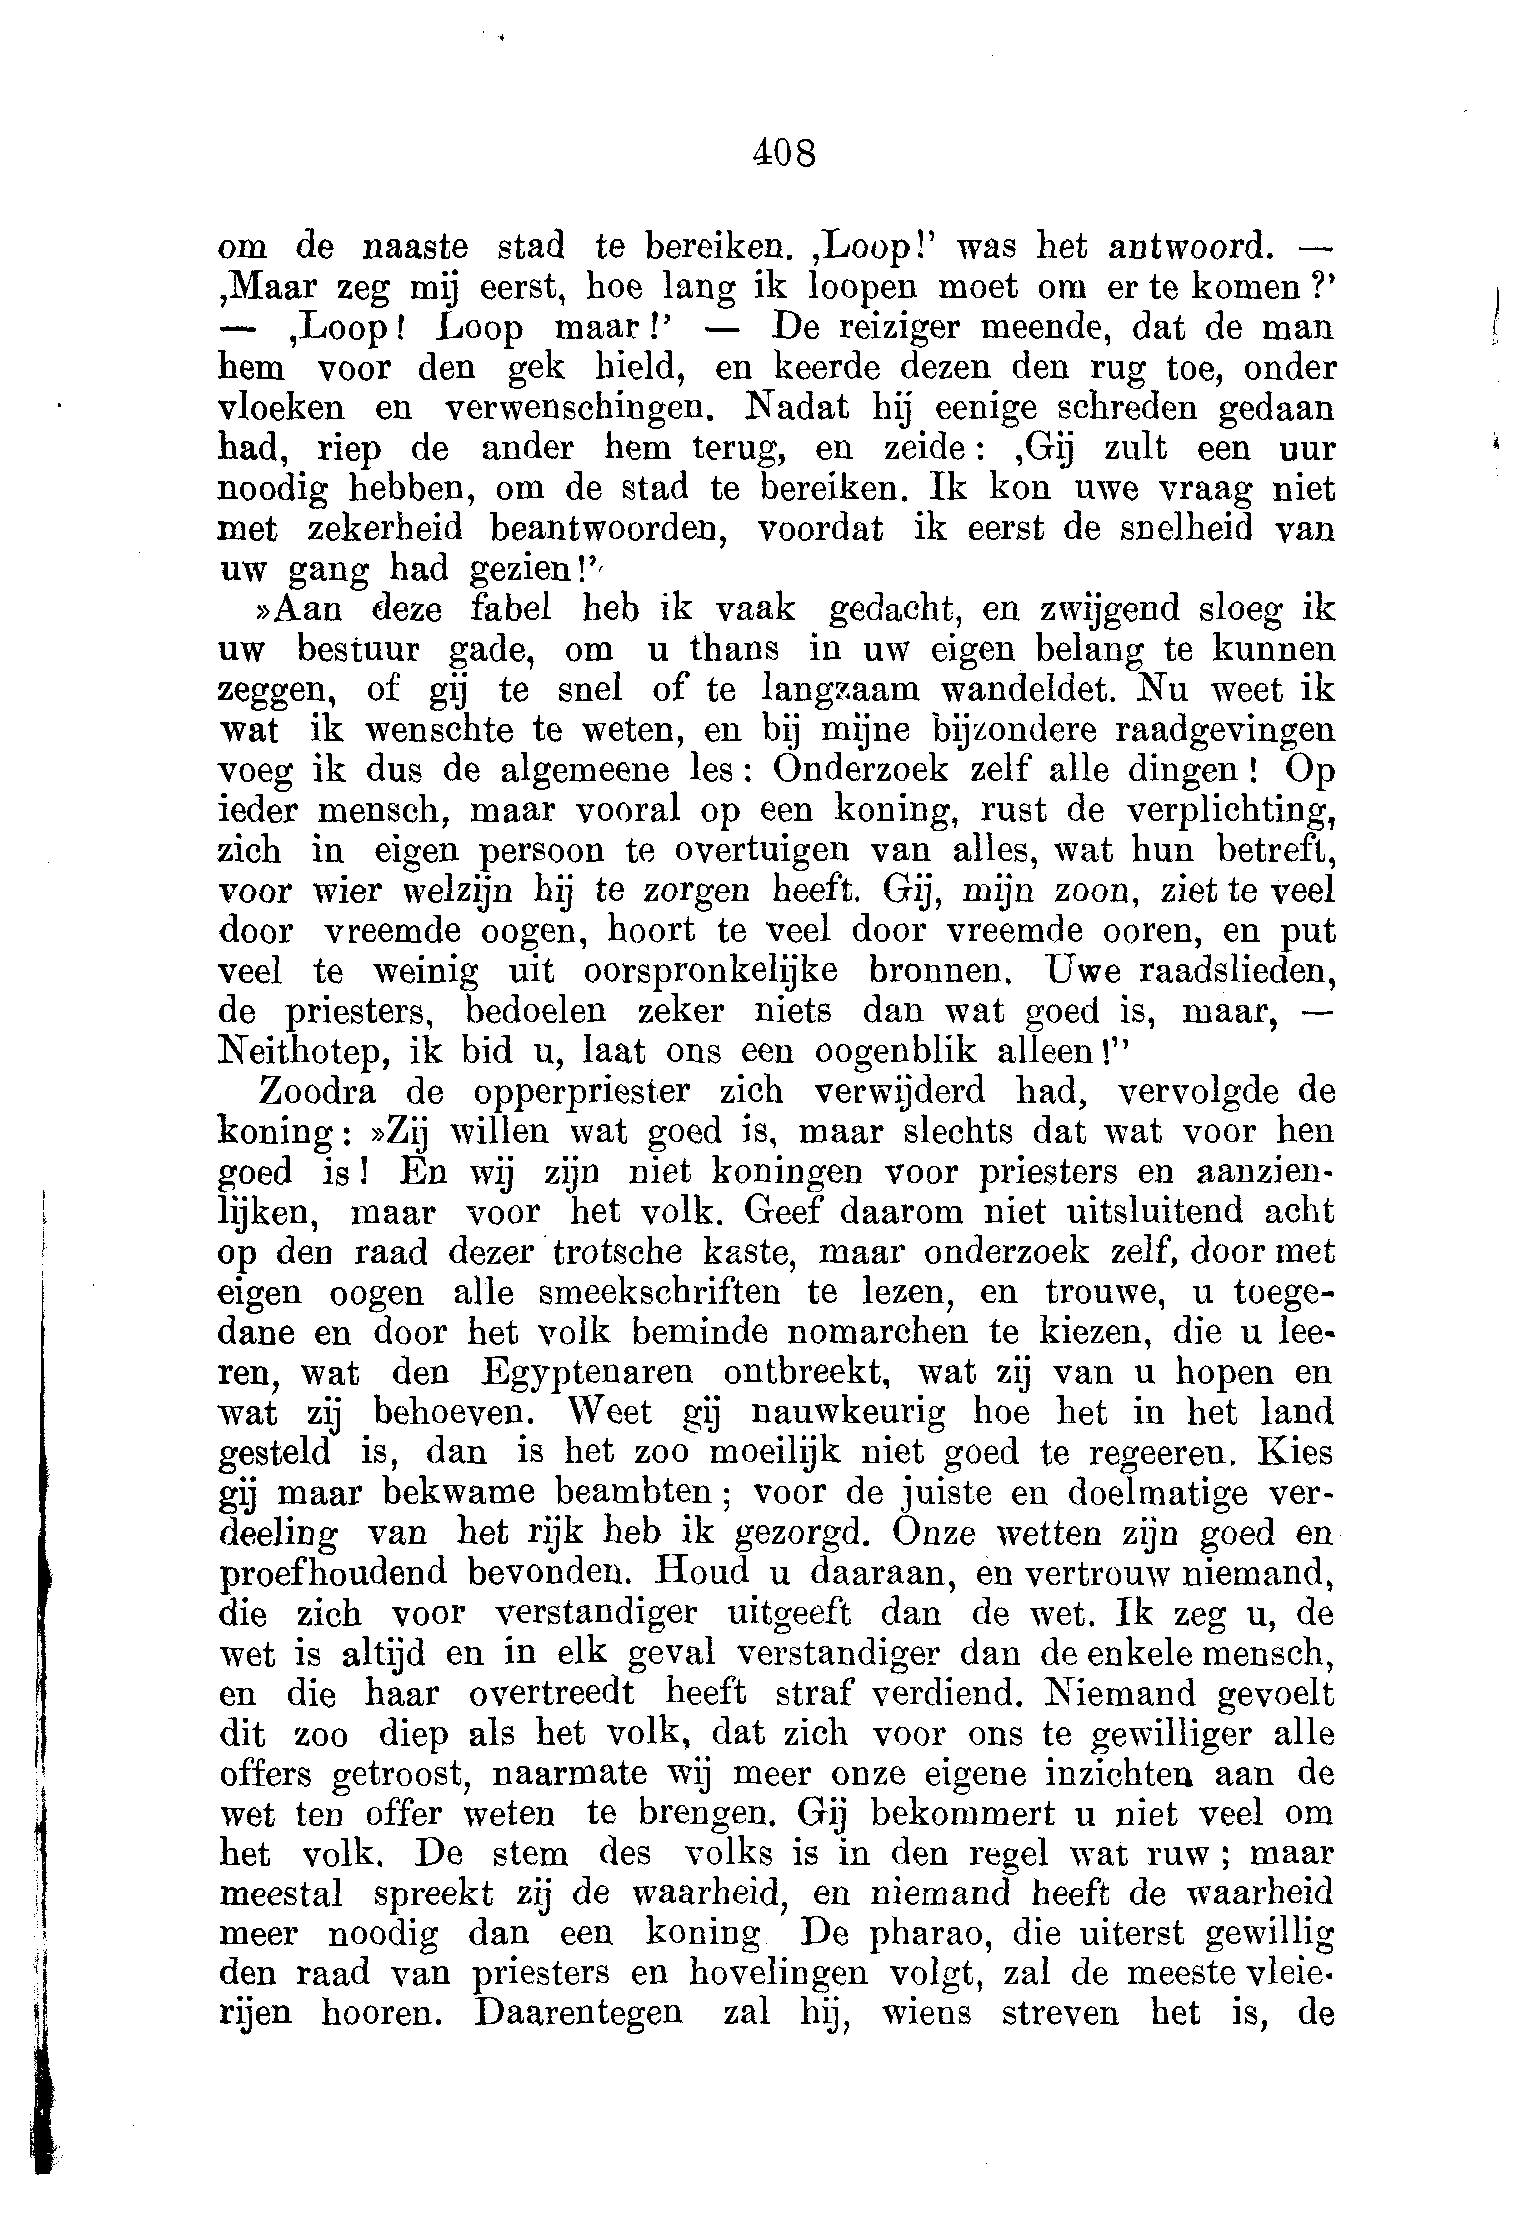 408
om de naaste stad te bereiken. ‚Loop!’ was het antwoord. —
‚Maar zeg mij eerst, hoe lang ik loopen moet om er te komen?’
— ‚Loop! Loop maar!’ — De reiziger meende, dat de man
hem voor den gek hield, en keerde dezen den rug toe, onder
vloeken en verwenschingen. Nadat hij eenige schreden gedaan
had, riep de ander hem terug, en zeide: ‚Gij zult een uur
noodig hebben, om de stad te bereiken. Ik kon uwe vraag niet
met zekerheid beantwoorden, voordat ik eerst de snelheid van
uw gang had gezien!’
»Aan deze fabel heb ik vaak gedacht, en zwijgend sloeg ik
uw bestuur gade, om u thans in uw eigen belang te kunnen
zeggen, of gij te snel of te langzaam wandeldet. Nu weet ik
wat ik wenschte te weten, en bij mijne bijzondere raadgevingen
voeg ik dus de algemeene les: Onderzoek zelf alle dingen! Op
ieder mensch, maar vooral op een koning, rust de verplichting,
zich in eigen persoon te overtuigen van alles, wat hun betreft,
voor wier welzijn hij te zorgen heeft. Gij, mijn zoon, ziet te veel
door vreemde oogen, hoort te veel door vreemde ooren, en put
veel te weinig uit oorspronkelijke bronnen. Uwe raadslieden,
de priesters, bedoelen zeker niets dan wat goed is, maar, —
Neithotep, ik bid u, laat ons een oogenblik alleen!”
Zoodra de opperpriester zich verwijderd had, vervolgde de
koning: »Zij willen wat goed is, maar slechts dat wat voor hen
goed is! En wij zijn niet koningen voor priesters en aanzien-
lijken, maar voor het volk. Geef daarom niet uitsluitend acht
op den raad dezer trotsche kaste, maar onderzoek zelf, door met
eigen oogen alle smeekschriften te lezen, en trouwe, u toege-
dane en door het volk beminde nomarchen te kiezen, die u lee-
ren, wat den Egyptenaren ontbreekt, wat zij van u hopen en
wat zij behoeven. Weet gij nauwkeurig hoe het in het land
gesteld is, dan is het zoo moeilijk niet goed te regeeren. Kies
gij maar bekwame beambten; voor de juiste en doelmatige ver-
deeling van het rijk heb ik gezorgd. Onze wetten zijn goed en
proefhoudend bevonden. Houd u daaraan, en vertrouw niemand,
die zich voor verstandiger uitgeeft dan de wet. Ik zeg u, de
wet is altijd en in elk geval verstandiger dan de enkele mensch,
en die haar overtreedt heeft straf verdiend. Niemand gevoelt
dit zoo diep als het volk, dat zich voor ons te gewilliger alle
offers getroost, naarmate wij meer onze eigene inzichten aan de
wet ten offer weten te brengen. Gij bekommert u niet veel om
het volk. De stem des volks is in den regel wat ruw; maar
meestal spreekt zij de waarheid, en niemand heeft de waarheid
meer noodig dan een koning De pharao, die uiterst gewillig
den raad van priesters en hovelingen volgt, zal de meeste vleie-
rijen hooren. Daarentegen zal hij, wiens streven het is, de